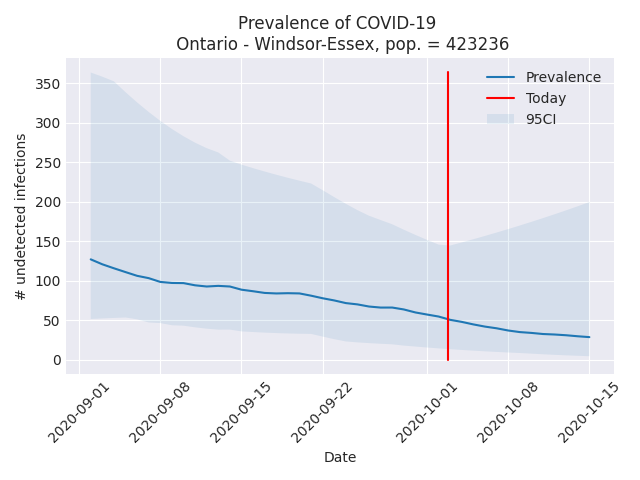 Prevalence of COVID-19
Ontario - Windsor-Essex, pop. = 423236
Prevalence
Today
95CI
# undetected infections
350
300
250
200
150
100
50
0
2020-09-01
2020-09-08
2020-09-15
2020-09-22
2020-10-01
2020-10-08
2020-10-15
Date